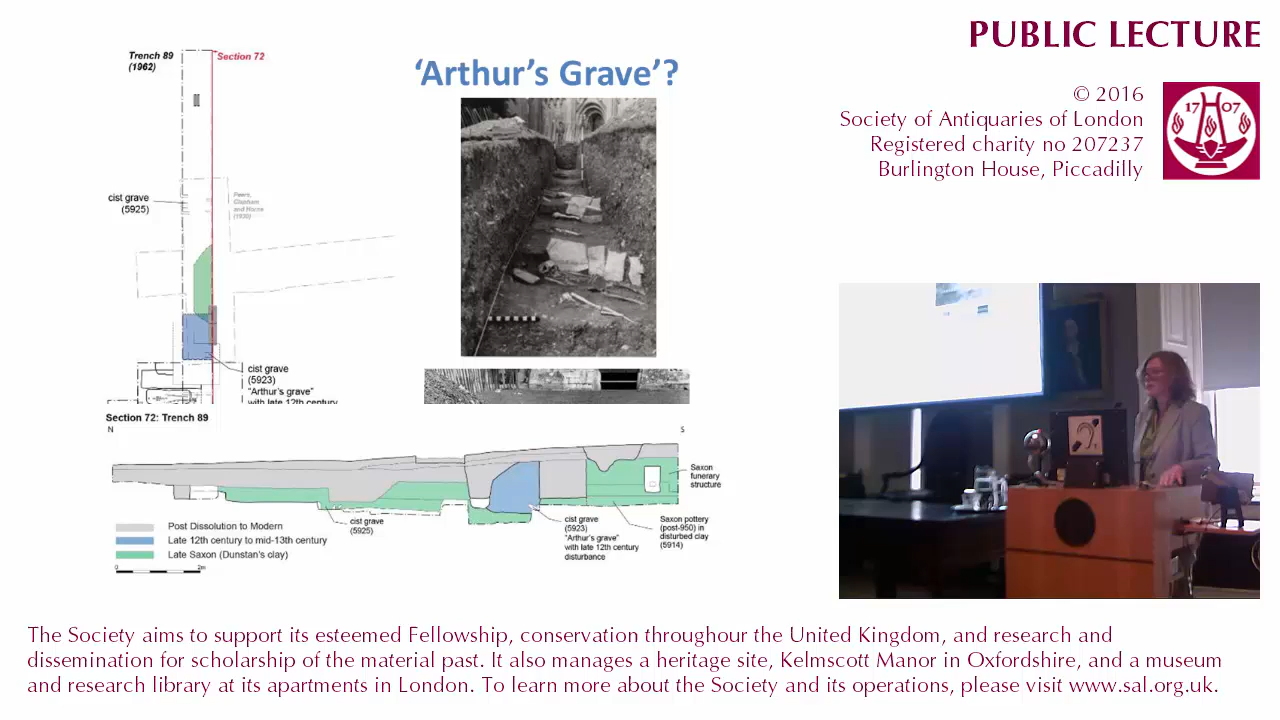 PUBLIC LECTURE
© 2016
Society of Antiquaries of London
Registered charity no 207237
Burlington House, Piccadilly
17 07
'Arthur's Grave'?
Trench 89
(1962)
Section 72
cist grave
(5925)
Peers,
Clapham
and Horne
(1930)
cist grave
(5923)
"Arthur's grave"
with late 12th century
Section 72: Trench 89
N
S
Saxon
funerary
structure
cist grave
(5925)
cist grave
(5923)
"Arthur's grave"
with late 12th century
disturbance
Saxon pottery
(post-950) in
disturbed clay
(5914)
Post Dissolution to Modern
Late 12th century to mid-13th century
Late Saxon (Dunstan's clay)
0 2m
The Society aims to support its esteemed Fellowship, conservation throughour the United Kingdom, and research and
dissemination for scholarship of the material past. It also manages a heritage site, Kelmscott Manor in Oxfordshire, and a museum
and research library at its apartments in London. To learn more about the Society and its operations, please visit www.sal.org.uk.